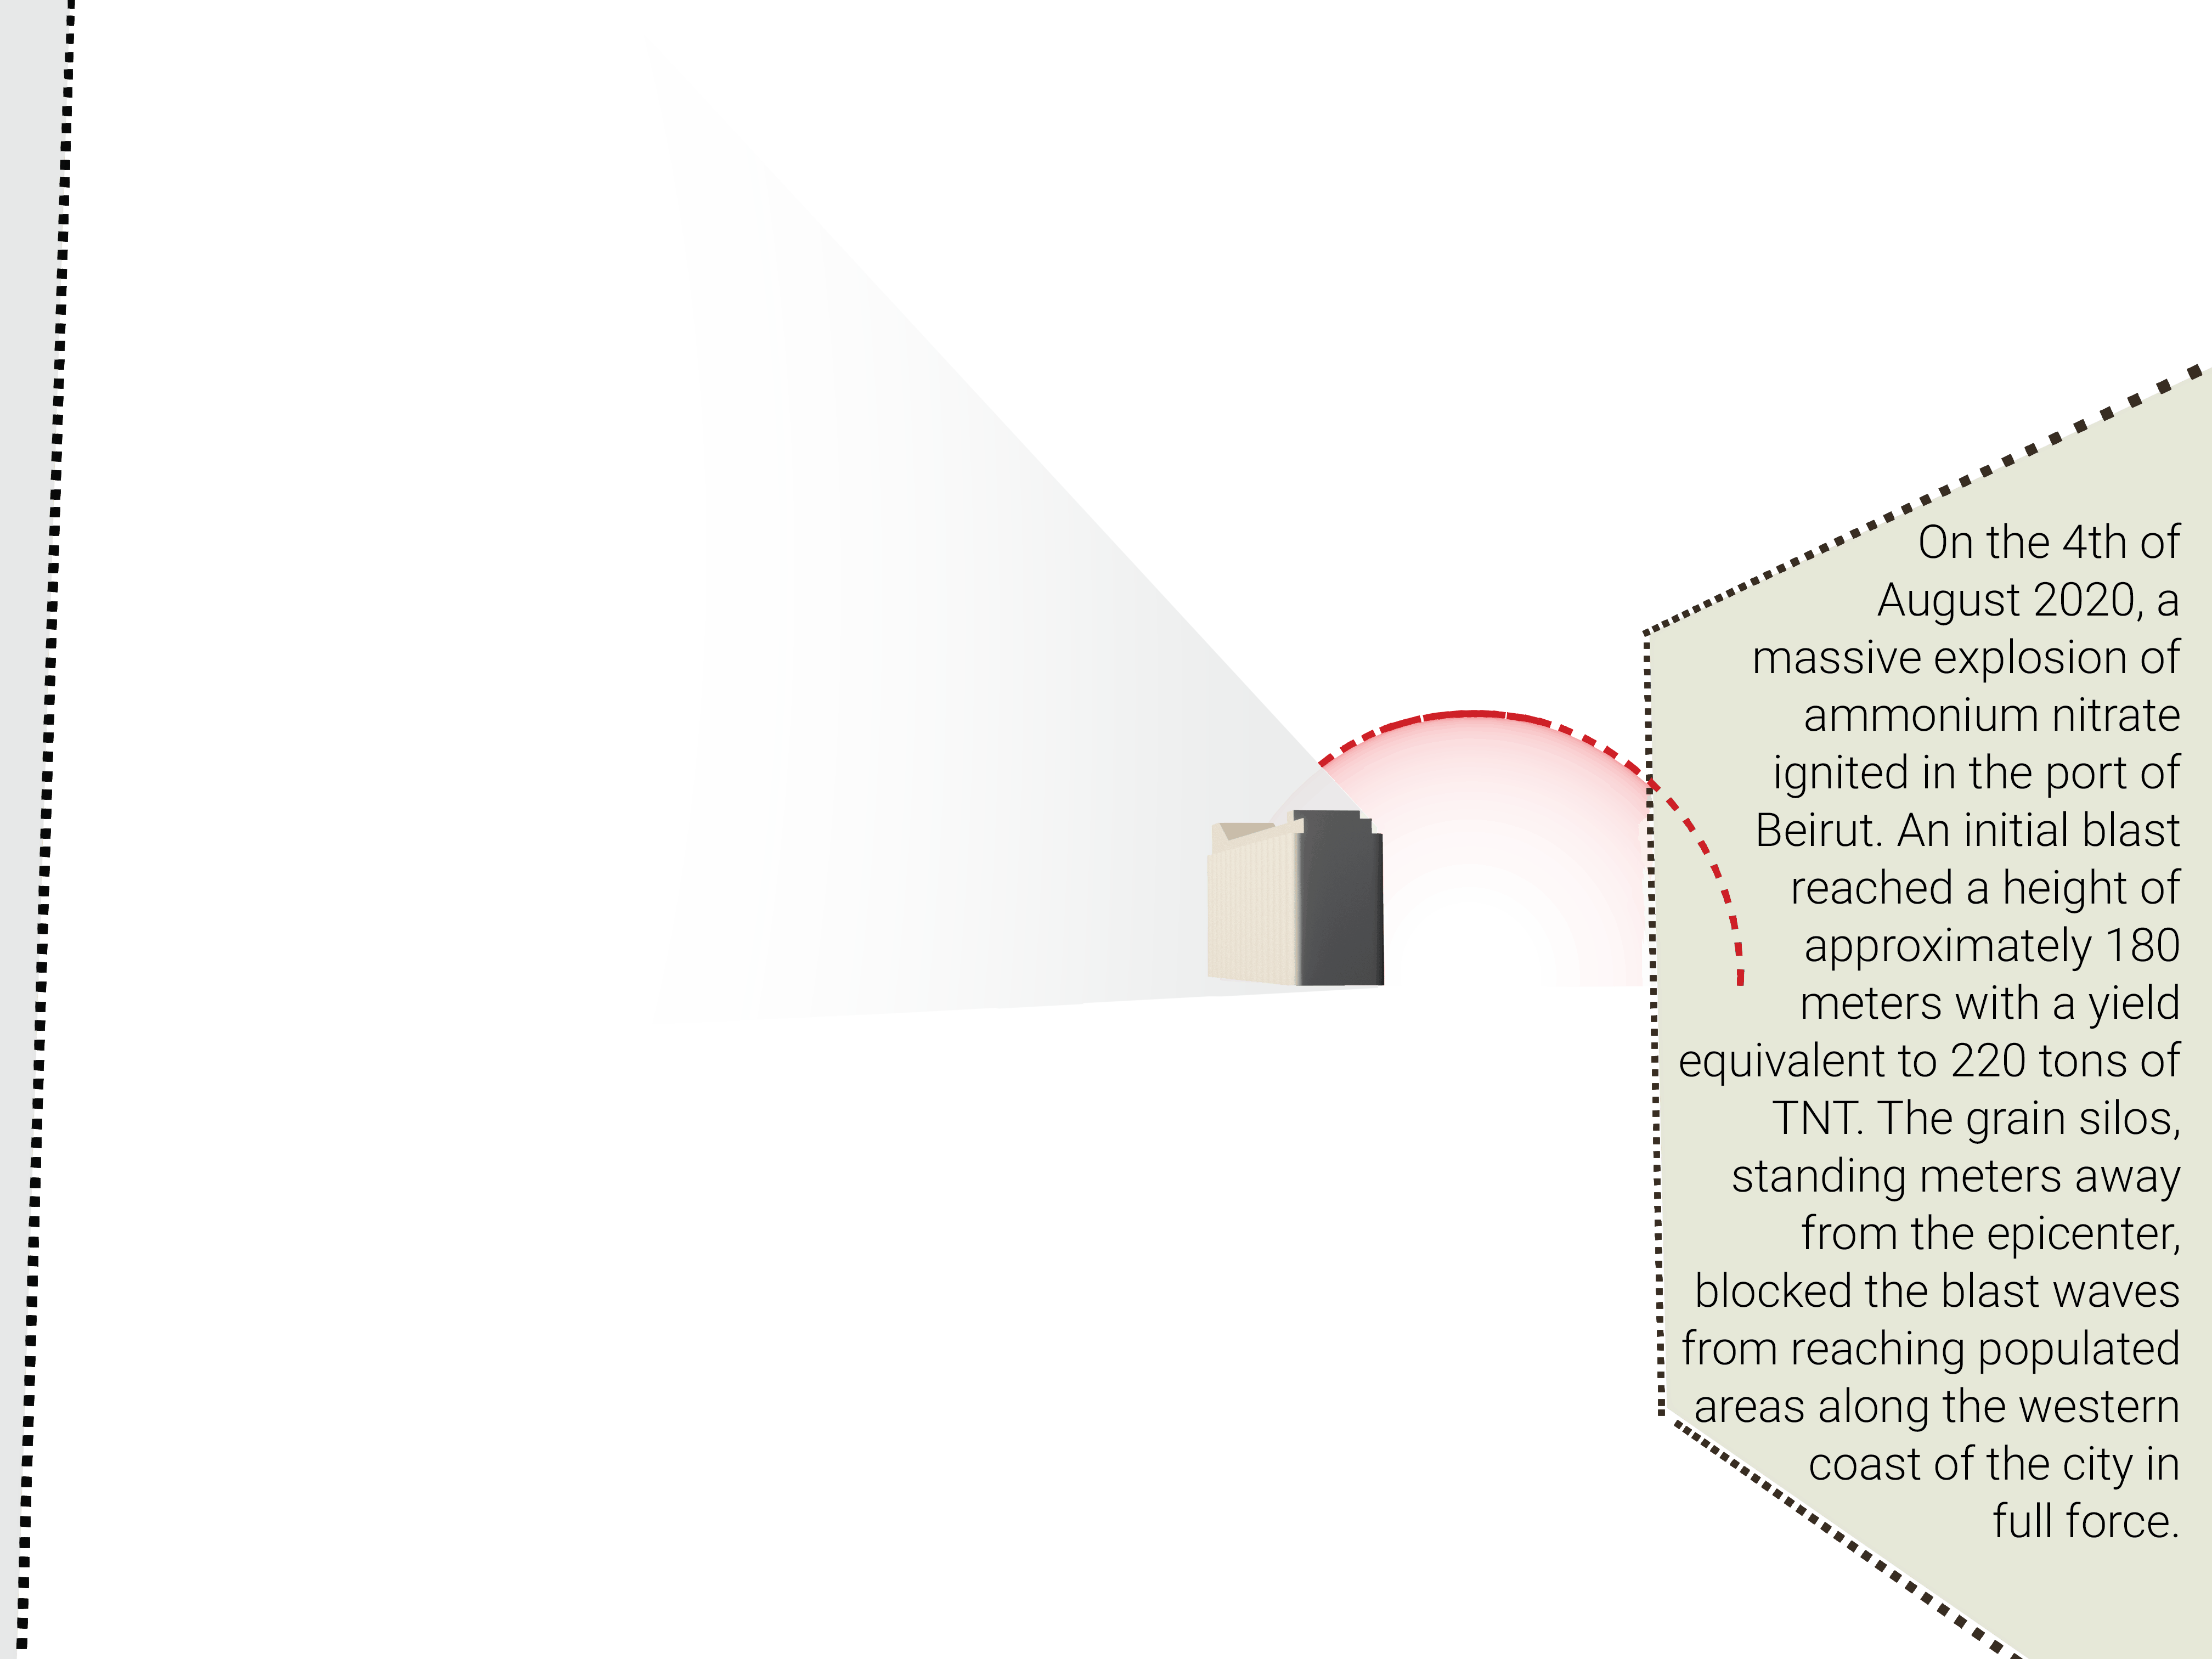 On the 4th of
August 2020, a
massive explosion of
ammonium nitrate
ignited in the port of
Beirut. An initial blast
reached a height of
approximately 180
meters with a yield
equivalent to 220 tons of
TNT. The grain silos,
standing meters away
from the epicenter,
blocked the blast waves
from reaching populated
areas along the western
coast of the city in
full force.